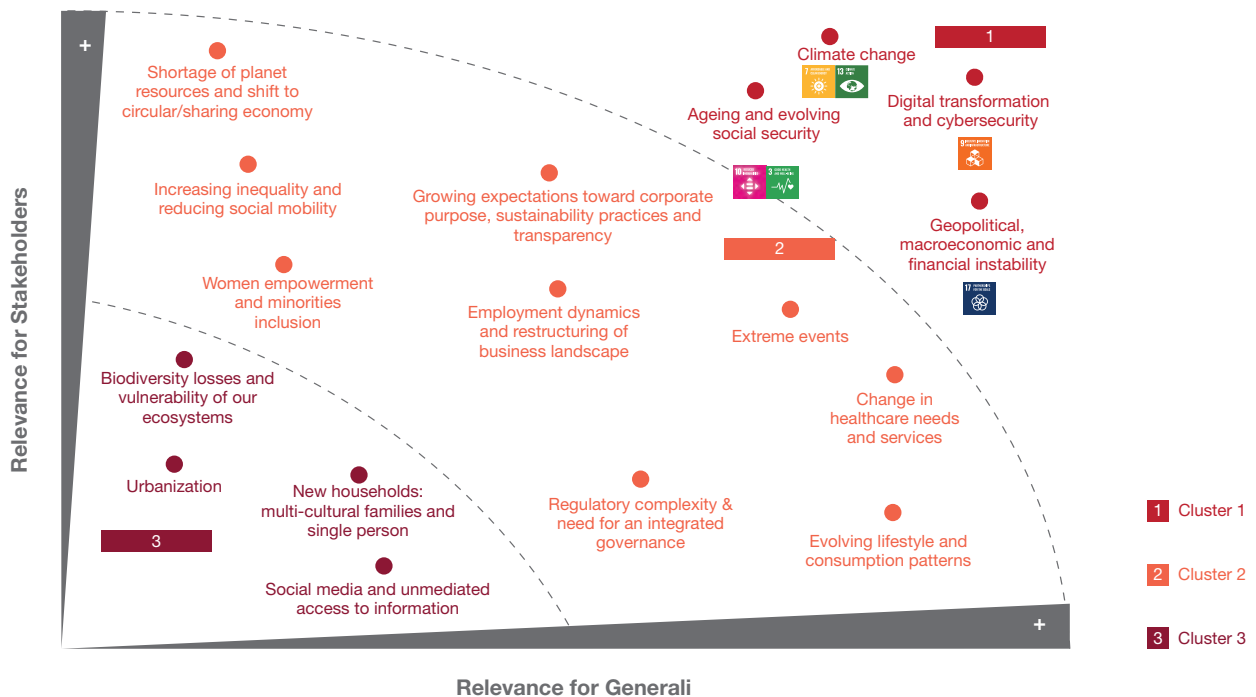 +
Relevance for Stakeholders
Shortage of planet
resources and shift to
circular/sharing economy
Increasing inequality and
reducing social mobility
Women empowerment
and minorities
inclusion
Biodiversity losses and
vulnerability of our
ecosystems
Urbanization
3
New households:
multi-cultural families and
single person
Social media and unmediated
access to information
Growing expectations toward corporate
purpose, sustainability practices and
transparency
Employment dynamics
and restructuring of
business landscape
Regulatory complexity &
need for an integrated
governance
2
Extreme events
Change in
healthcare needs
and services
Evolving lifestyle and
consumption patterns
Climate change
7
13
Ageing and evolving
social security
10
3
1
Digital transformation
and cybersecurity
9
Geopolitical,
macroeconomic and
financial instability
17
+
Relevance for Generali
1 Cluster 1
2 Cluster 2
3 Cluster 3